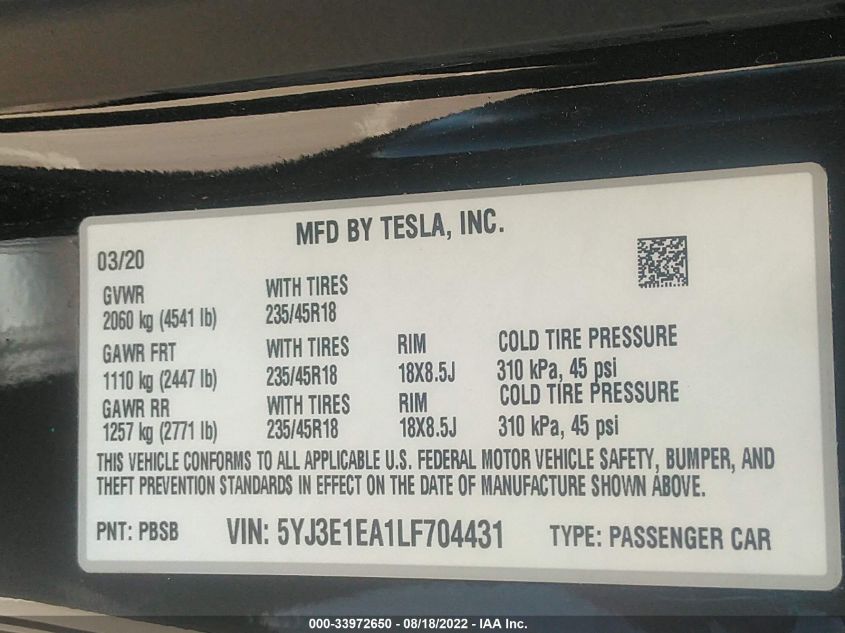 MFD BY TESLA, INC.
03/20
GVWR WITH TIRES
2060 kg (4541 lb) 235/45R18
GAWR FRT WITH TIRES RIM COLD TIRE PRESSURE
1110 kg (2447 lb) 235/45R18 18X8.5J 310 kPa, 45 psi
GAWR RR WITH TIRES RIM COLD TIRE PRESSURE
1257 kg (2771 lb) 235/45R18 18X8.5J 310 kPa, 45 psi
THIS VEHICLE CONFORMS TO ALL APPLICABLE U.S. FEDERAL MOTOR VEHICLE SAFETY, BUMPER, AND
THEFT PREVENTION STANDARDS IN EFFECT ON THE DATE OF MANUFACTURE SHOWN ABOVE.
PNT: PBSB VIN: 5YJ3E1EA1LF704431 TYPE: PASSENGER CAR
000-33972650 - 08/18/2022 - IAA Inc.